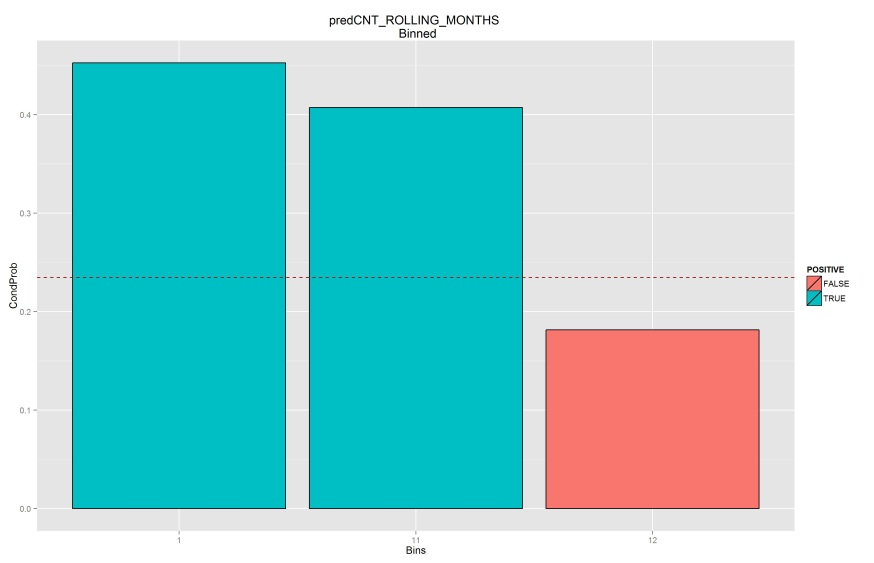 predCNT_ROLLING_MONTHS
Binned
CondProb
0.4
0.3
0.2
0.1
0.0
1 11 12
Bins
POSITIVE
FALSE
TRUE